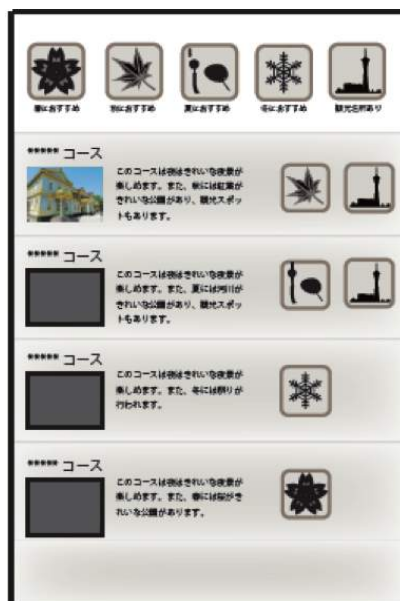 春におすすめ 秋におすすめ 夏におすすめ 冬におすすめ 観光名所あり
***** コース
このコースは夜はきれいな夜景が
楽しめます。また、秋には紅葉が
きれいな公園があり、観光スポッ
トもあります。
***** コース
このコースは夜はきれいな夜景が
楽しめます。また、夏には河川が
きれいな公園があり、観光スポッ
トもあります。
***** コース
このコースは夜はきれいな夜景が
楽しめます。また、冬には祭りが
行われます。
***** コース
このコースは夜はきれいな夜景が
楽しめます。また、春には桜がき
れいな公園があります。